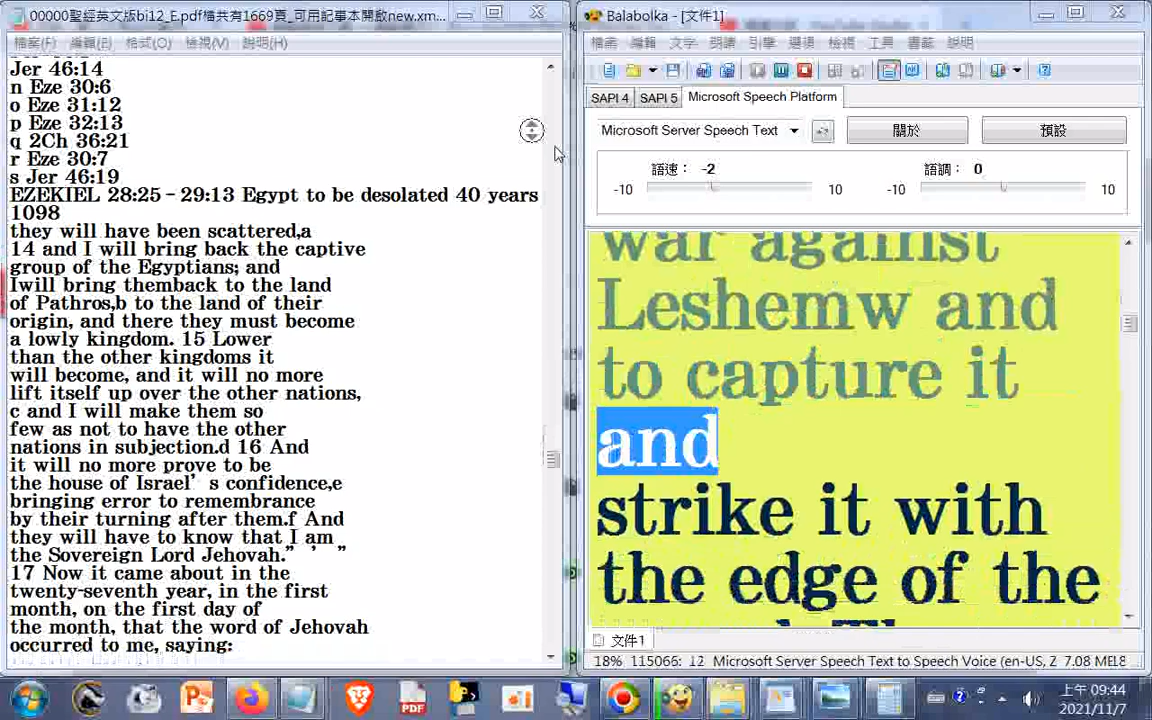 00000聖經英文版bi12_E.pdf檔共有1669頁_可用記事本開啟new.xm...
檔案(F) 編輯(E) 格式(O) 檢視(V) 說明(H)
Jer 46:14
n Eze 30:6
o Eze 31:12
p Eze 32:13
q 2Ch 36:21
r Eze 30:7
s Jer 46:19
EZEKIEL 28:25－29:13 Egypt to be desolated 40 years
1098
they will have been scattered,a
14 and I will bring back the captive
group of the Egyptians; and
Iwill bring themback to the land
of Pathros,b to the land of their
origin, and there they must become
a lowly kingdom. 15 Lower
than the other kingdoms it
will become, and it will no more
lift itself up over the other nations,
c and I will make them so
few as not to have the other
nations in subjection.d 16 And
it will no more prove to be
the house of Israel’s confidence,e
bringing error to remembrance
by their turning after them.f And
they will have to know that I am
the Sovereign Lord Jehovah.” ’ ”
17 Now it came about in the
twenty-seventh year, in the first
month, on the first day of
the month, that the word of Jehovah
occurred to me, saying:
Balabolka - [文件1]
檔案 編輯 文字 朗讀 引擎 選項 檢視 工具 書籤 說明
SAPI 4 SAPI 5 Microsoft Speech Platform
Microsoft Server Speech Text 關於 預設
語速: -2 語調: 0
-10 10 -10 10
war against
Leshemw and
to capture it
and
strike it with
the edge of the
文件1
18% 115066: 12 Microsoft Server Speech Text to Speech Voice (en-US, Z 7.08 MEL8
上午 09:44
2021/11/7